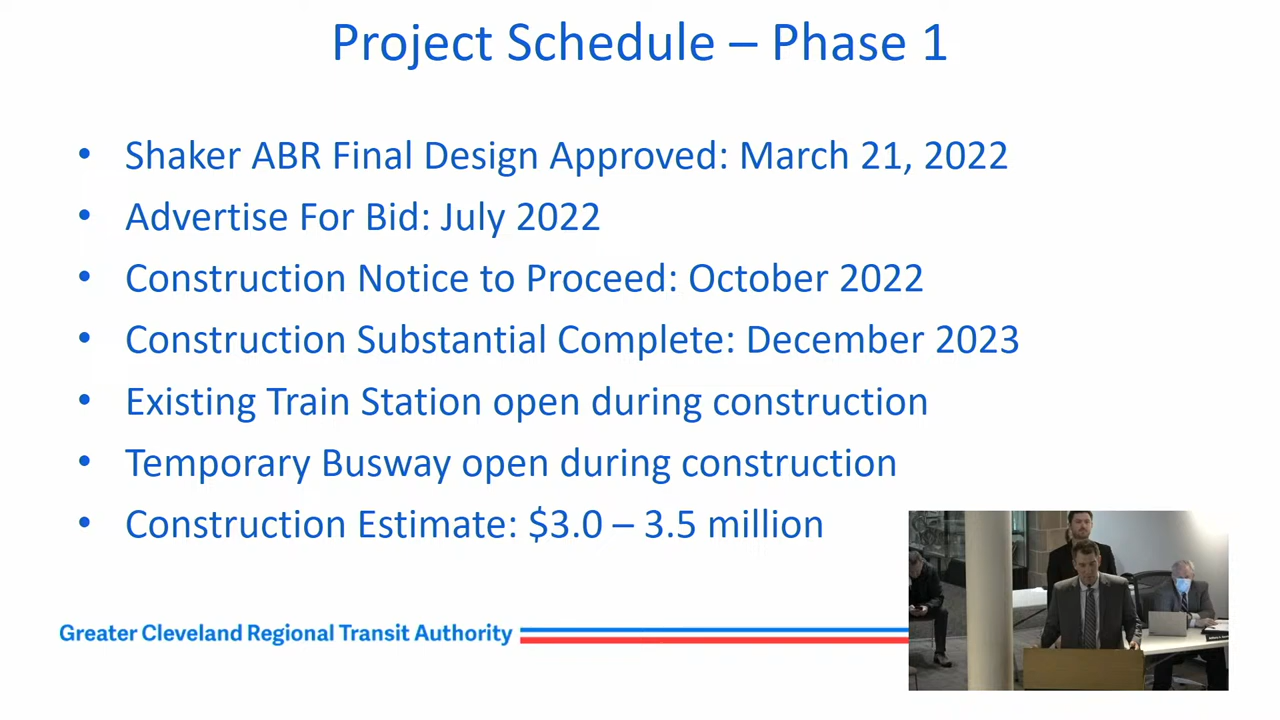 Project Schedule – Phase 1
• Shaker ABR Final Design Approved: March 21, 2022
• Advertise For Bid: July 2022
• Construction Notice to Proceed: October 2022
• Construction Substantial Complete: December 2023
• Existing Train Station open during construction
• Temporary Busway open during construction
• Construction Estimate: $3.0 – 3.5 million
Greater Cleveland Regional Transit Authority